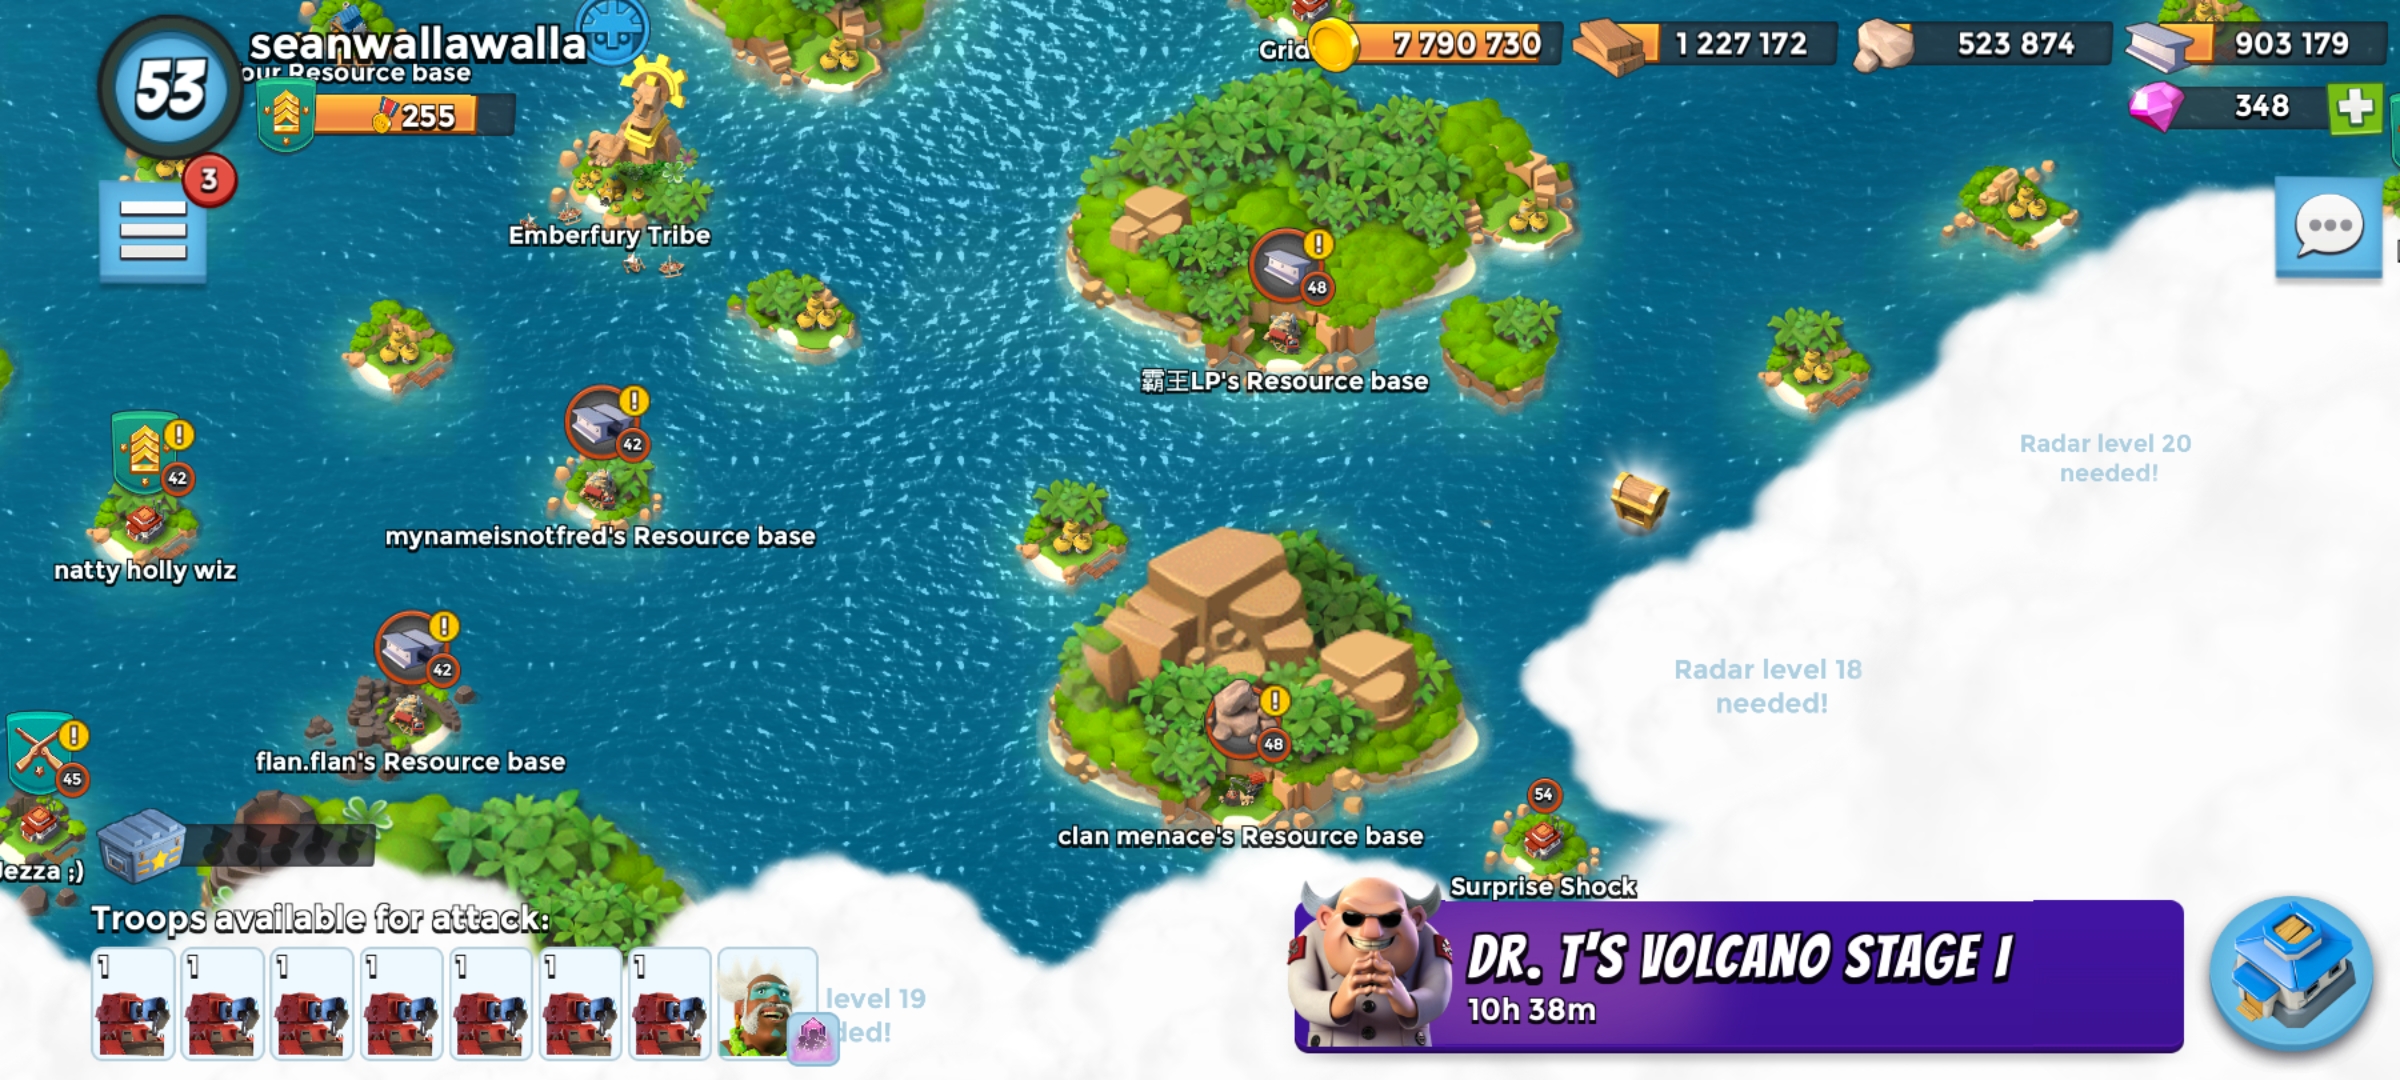 53
seanwallawalla
our Resource base
255
3
Grid
7 790 730
1 227 172
523 874
903 179
348
Emberfury Tribe
48
霸王LP's Resource base
42
natty holly wiz
42
mynameisnotfred's Resource base
Radar level 20
needed!
42
flan.flan's Resource base
Radar level 18
needed!
48
clan menace's Resource base
45
Jezza ;)
54
Surprise Shock
Troops available for attack:
1 1 1 1 1 1 1
level 19
ded!
DR. T'S VOLCANO STAGE 1
10h 38m